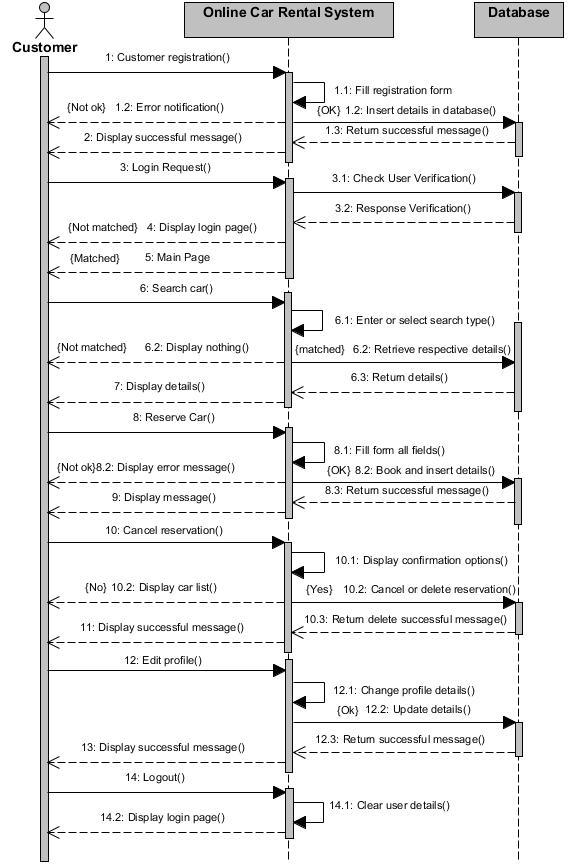 Online Car Rental System
Database
Customer
1: Customer registration()
1.1: Fill registration form
{Not ok} 1.2: Error notification()
{OK} 1.2: Insert details in database()
1.3: Return successful message()
2: Display successful message()
3: Login Request()
3.1: Check User Verification()
3.2: Response Verification()
{Not matched} 4: Display login page()
{Matched} 5: Main Page
6: Search car()
6.1: Enter or select search type()
{Not matched} 6.2: Display nothing()
{matched} 6.2: Retrieve respective details()
6.3: Return details()
7: Display details()
8: Reserve Car()
8.1: Fill form all fields()
{Not ok}8.2: Display error message()
{OK} 8.2: Book and insert details()
8.3: Return successful message()
9: Display message()
10: Cancel reservation()
10.1: Display confirmation options()
{No} 10.2: Display car list()
{Yes} 10.2: Cancel or delete reservation()
10.3: Return delete successful message()
11: Display successful message()
12: Edit profile()
12.1: Change profile details()
{Ok} 12.2: Update details()
12.3: Return successful message()
13: Display successful message()
14: Logout()
14.1: Clear user details()
14.2: Display login page()